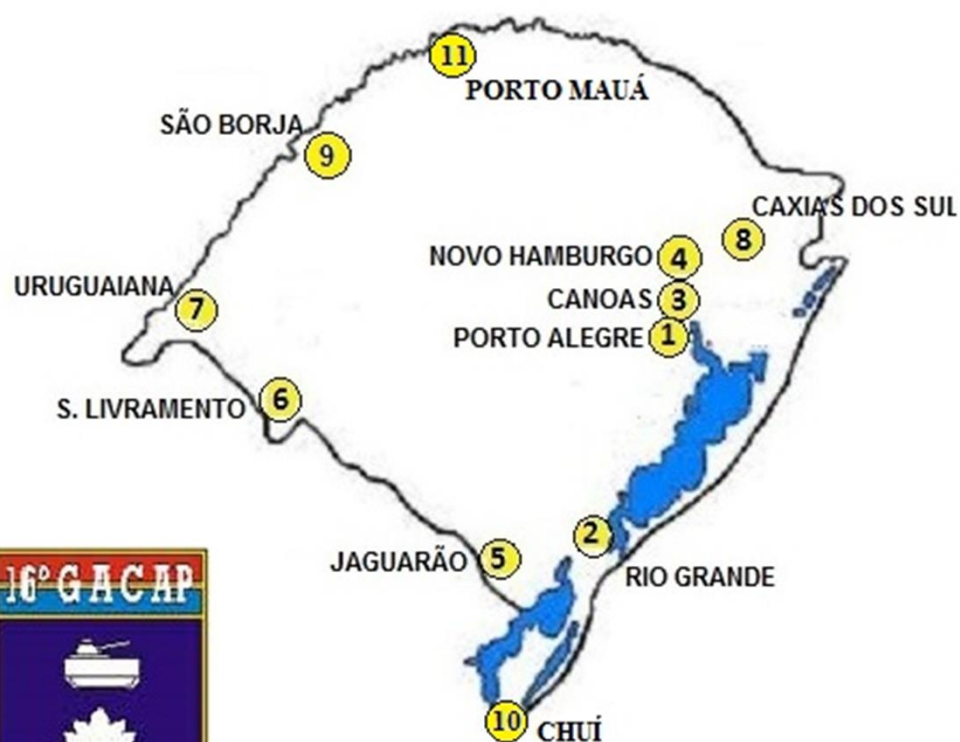 11
PORTO MAUÁ
SÃO BORJA
9
CAXIAS DOS SUL
8
NOVO HAMBURGO 4
URUGUAIANA
7
CANOAS 3
PORTO ALEGRE 1
6
S. LIVRAMENTO
2
JAGUARÃO 5
RIO GRANDE
16º GACAP
10
CHUÍ